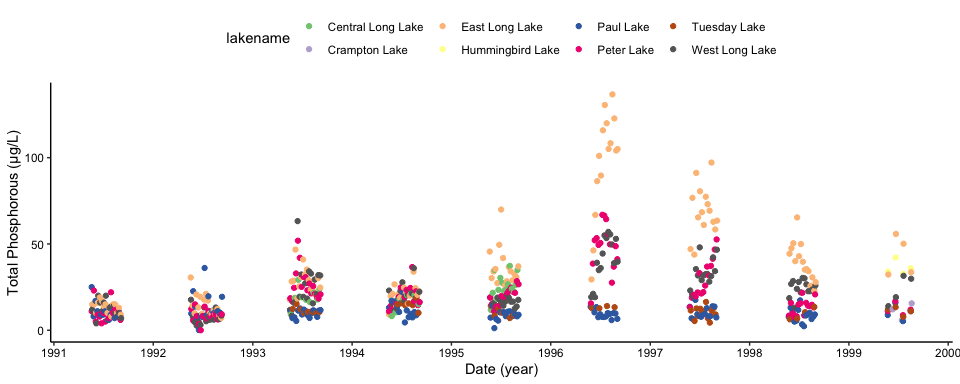 lakename
Central Long Lake East Long Lake Paul Lake Tuesday Lake
Crampton Lake Hummingbird Lake Peter Lake West Long Lake
Total Phosphorous (μg/L)
100
50
0
1991 1992 1993 1994 1995 1996 1997 1998 1999 2000
Date (year)